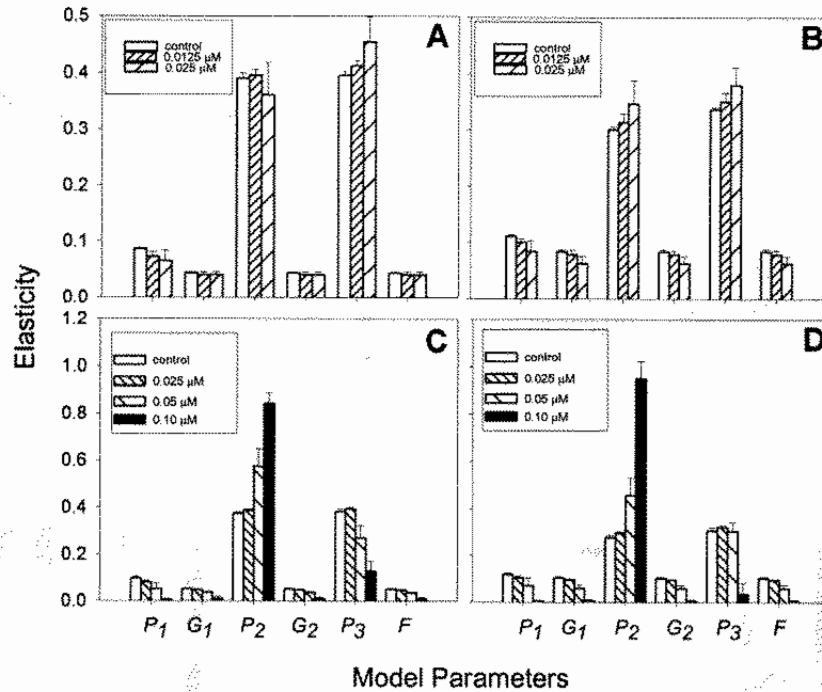 0.5
0.4
0.3
0.2
0.1
0.0
control
0.0125 µM
0.025 µM
A
control
0.0125 µM
0.025 µM
B
Elasticity
1.2
1.0
0.8
0.6
0.4
0.2
0.0
control
0.025 µM
0.05 µM
0.10 µM
C
control
0.025 µM
0.05 µM
0.10 µM
D
P1 G1 P2 G2 P3 F
P1 G1 P2 G2 P3 F
Model Parameters